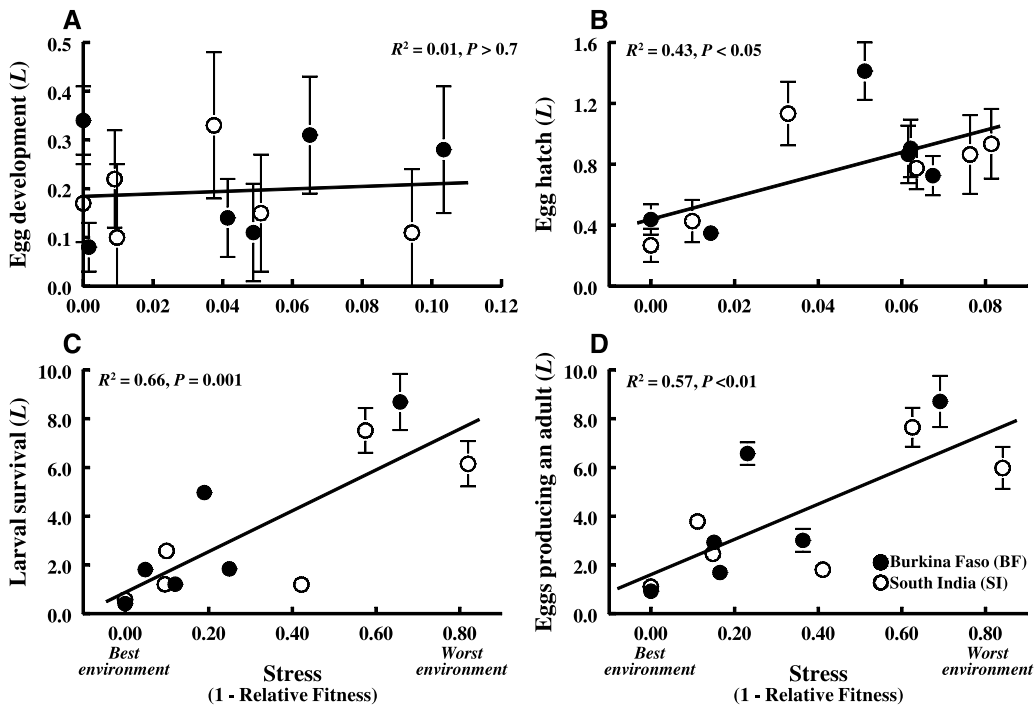 A
R² = 0.01, P > 0.7
Egg development (L)
0.5
0.4
0.3
0.2
0.1
0.0
0.00 0.02 0.04 0.06 0.08 0.10 0.12
B
R² = 0.43, P < 0.05
Egg hatch (L)
1.6
1.2
0.8
0.4
0.0
0.00 0.02 0.04 0.06 0.08
C
R² = 0.66, P = 0.001
Larval survival (L)
10.0
8.0
6.0
4.0
2.0
0.0
0.00 0.20 0.40 0.60 0.80
Best environment
Worst environment
Stress
(1 - Relative Fitness)
D
R² = 0.57, P <0.01
Eggs producing an adult (L)
10.0
8.0
6.0
4.0
2.0
0.0
Burkina Faso (BF)
South India (SI)
0.00 0.20 0.40 0.60 0.80
Best environment
Worst environment
Stress
(1 - Relative Fitness)